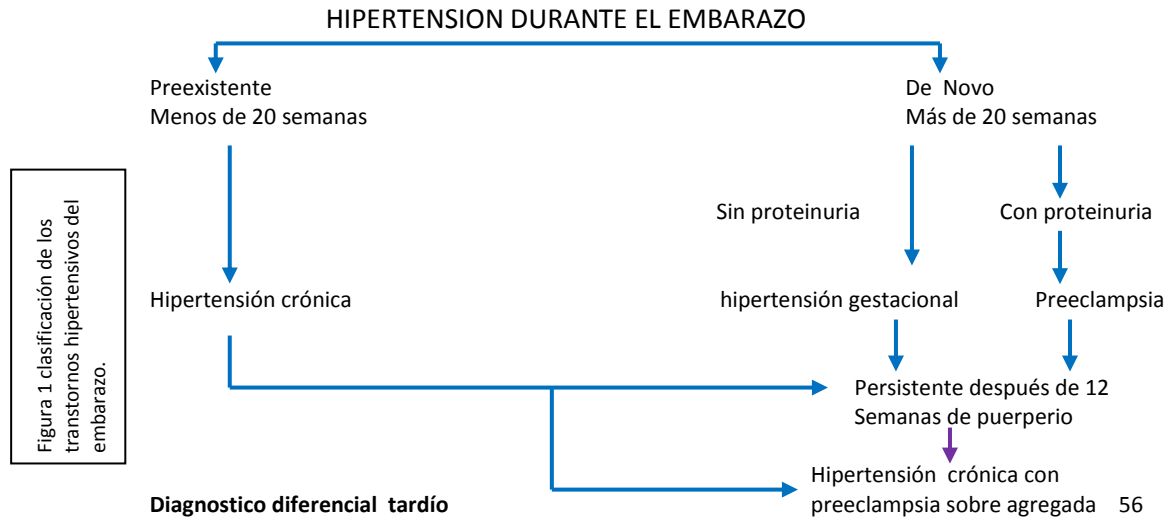 HIPERTENSION DURANTE EL EMBARAZO
Preexistente
Menos de 20 semanas
De Novo
Más de 20 semanas
Figura 1 clasificación de los
transtornos hipertensivos del
embarazo.
Sin proteinuria
Con proteinuria
Hipertensión crónica
hipertensión gestacional
Preeclampsia
Persistente después de 12
Semanas de puerperio
Hipertensión crónica con
preeclampsia sobre agregada 56
Diagnostico diferencial tardío